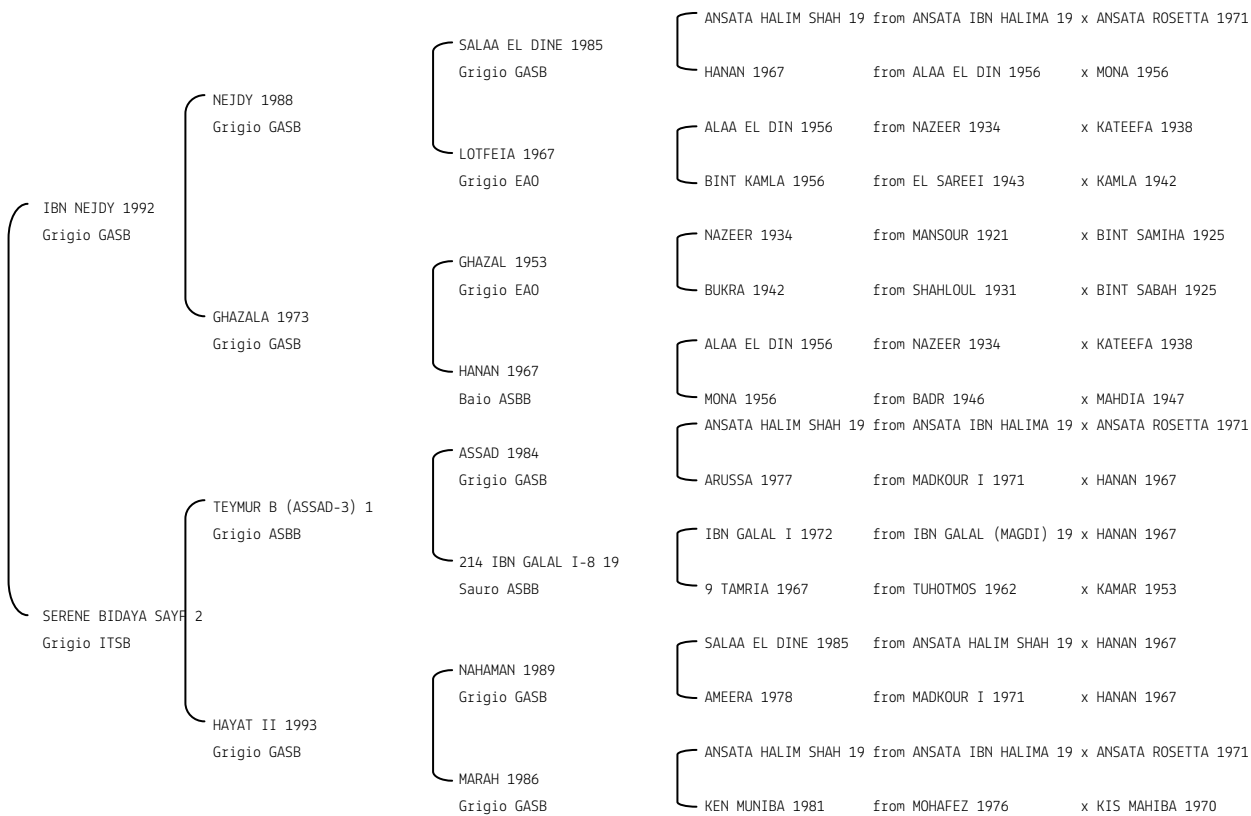 ANSATA HALIM SHAH 19 from ANSATA IBN HALIMA 19 x ANSATA ROSETTA 1971
SALAA EL DINE 1985
Grigio GASB
HANAN 1967 from ALAA EL DIN 1956 x MONA 1956
NEJDY 1988
Grigio GASB
ALAA EL DIN 1956 from NAZEER 1934 x KATEEFA 1938
LOTFEIA 1967
Grigio EAO
BINT KAMLA 1956 from EL SAREEI 1943 x KAMLA 1942
IBN NEJDY 1992
Grigio GASB
NAZEER 1934 from MANSOUR 1921 x BINT SAMIHA 1925
GHAZAL 1953
Grigio EAO
BUKRA 1942 from SHAHLOUL 1931 x BINT SABAH 1925
GHAZALA 1973
Grigio GASB
ALAA EL DIN 1956 from NAZEER 1934 x KATEEFA 1938
HANAN 1967
Baio ASBB
MONA 1956 from BADR 1946 x MAHDIA 1947
ANSATA HALIM SHAH 19 from ANSATA IBN HALIMA 19 x ANSATA ROSETTA 1971
ASSAD 1984
Grigio GASB
ARUSSA 1977 from MADKOUR I 1971 x HANAN 1967
TEYMUR B (ASSAD-3) 1
Grigio ASBB
IBN GALAL I 1972 from IBN GALAL (MAGDI) 19 x HANAN 1967
214 IBN GALAL I-8 19
Sauro ASBB
9 TAMRIA 1967 from TUHOTMOS 1962 x KAMAR 1953
SERENE BIDAYA SAYF 2
Grigio ITSB
SALAA EL DINE 1985 from ANSATA HALIM SHAH 19 x HANAN 1967
NAHAMAN 1989
Grigio GASB
AMEERA 1978 from MADKOUR I 1971 x HANAN 1967
HAYAT II 1993
Grigio GASB
ANSATA HALIM SHAH 19 from ANSATA IBN HALIMA 19 x ANSATA ROSETTA 1971
MARAH 1986
Grigio GASB
KEN MUNIBA 1981 from MOHAFEZ 1976 x KIS MAHIBA 1970